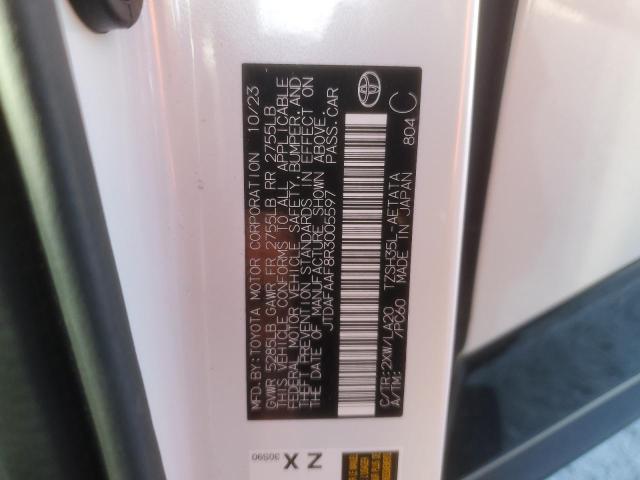 MFD.BY:TOYOTA MOTOR CORPORATION 10/23
GVWR 5285LB GAWR FR 2755LB RR 2755LB
THIS VEHICLE CONFORMS TO ALL APPLICABLE
FEDERAL MOTOR VEHICLE SAFETY,BUMPER,AND
THEFT PREVENTION STANDARDS IN EFFECT ON
THE DATE OF MANUFACTURE SHOWN ABOVE.
JTDAFAAF8R3005597 PASS.CAR
C/TR:2XW/LA20 TZSH35L-AETATA
A/TM: /PC60 MADE IN JAPAN 804 C
Z X
30S90